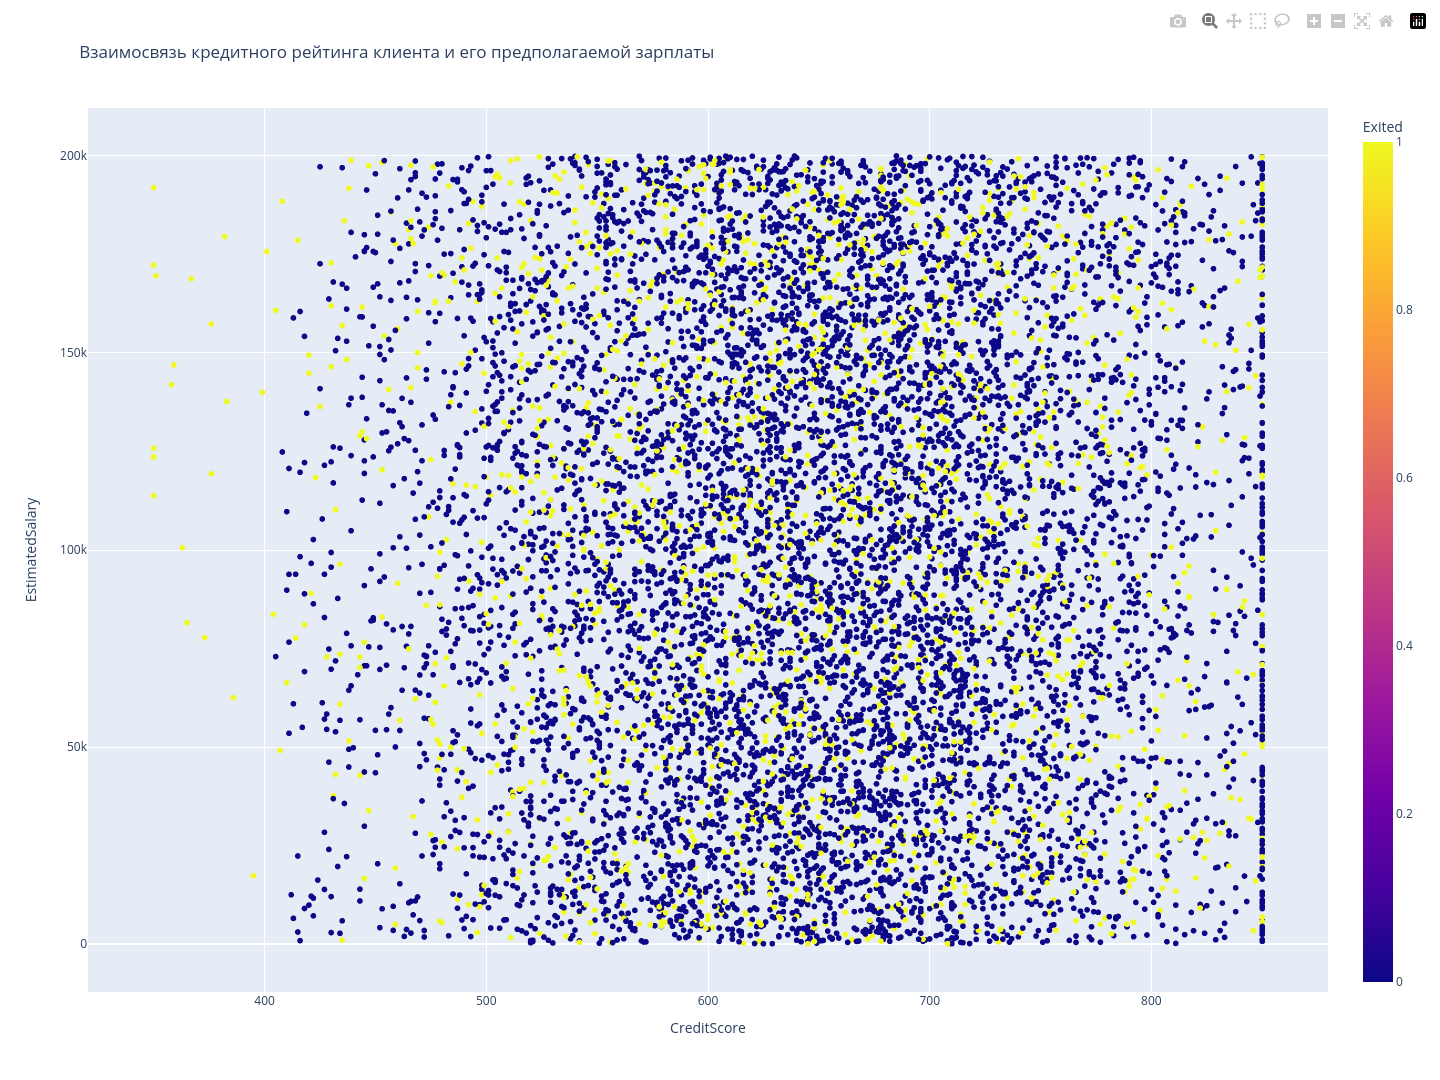 Взаимосвязь кредитного рейтинга клиента и его предполагаемой зарплаты
Exited
1
0.8
0.6
0.4
0.2
0
EstimatedSalary
200k
150k
100k
50k
0
400
500
600
700
800
CreditScore